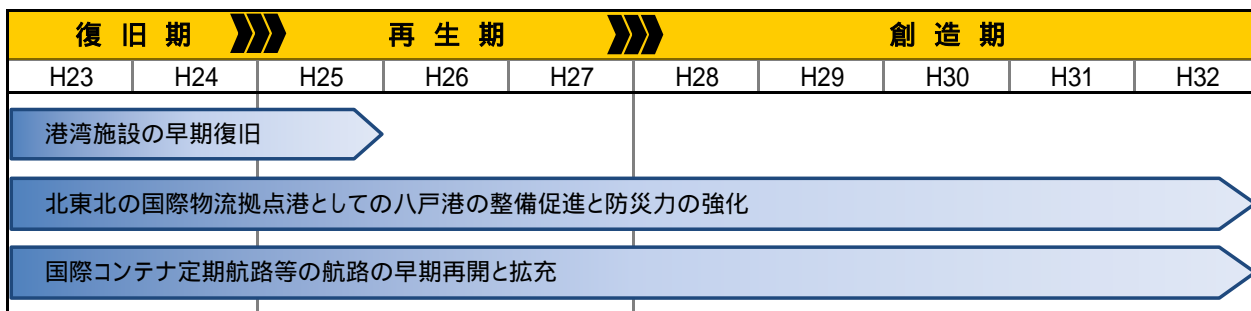 復旧期 再生期 創造期
H23 H24 H25 H26 H27 H28 H29 H30 H31 H32
港湾施設の早期復旧
北東北の国際物流拠点港としての八戸港の整備促進と防災力の強化
国際コンテナ定期航路等の航路の早期再開と拡充